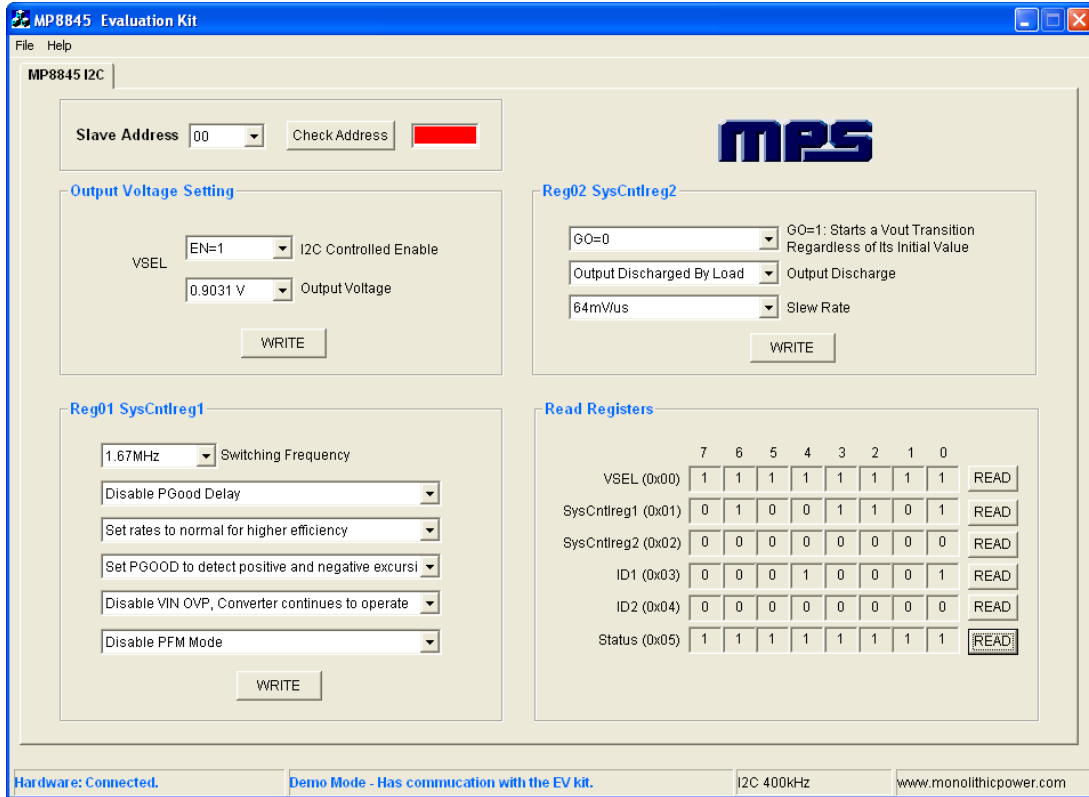 MP8845 Evaluation Kit
File Help
MP8845 I2C
Slave Address 00 Check Address
MPS
Output Voltage Setting
VSEL
EN=1 I2C Controlled Enable
0.9031 V Output Voltage
WRITE
Reg02 SysCntlreg2
GO=0 GO=1: Starts a Vout Transition
Regardless of Its Initial Value
Output Discharged By Load Output Discharge
64mV/us Slew Rate
WRITE
Reg01 SysCntlreg1
1.67MHz Switching Frequency
Disable PGood Delay
Set rates to normal for higher efficiency
Set PGOOD to detect positive and negative excursi
Disable VIN OVP, Converter continues to operate
Disable PFM Mode
WRITE
Read Registers
7 6 5 4 3 2 1 0
VSEL (0x00) 1 1 1 1 1 1 1 1 READ
SysCntlreg1 (0x01) 0 1 0 0 1 1 0 1 READ
SysCntlreg2 (0x02) 0 0 0 0 0 0 0 0 READ
ID1 (0x03) 0 0 0 1 0 0 0 1 READ
ID2 (0x04) 0 0 0 0 0 0 0 0 READ
Status (0x05) 1 1 1 1 1 1 1 1 READ
Hardware: Connected. Demo Mode - Has commucation with the EV kit. I2C 400kHz www.monolithicpower.com